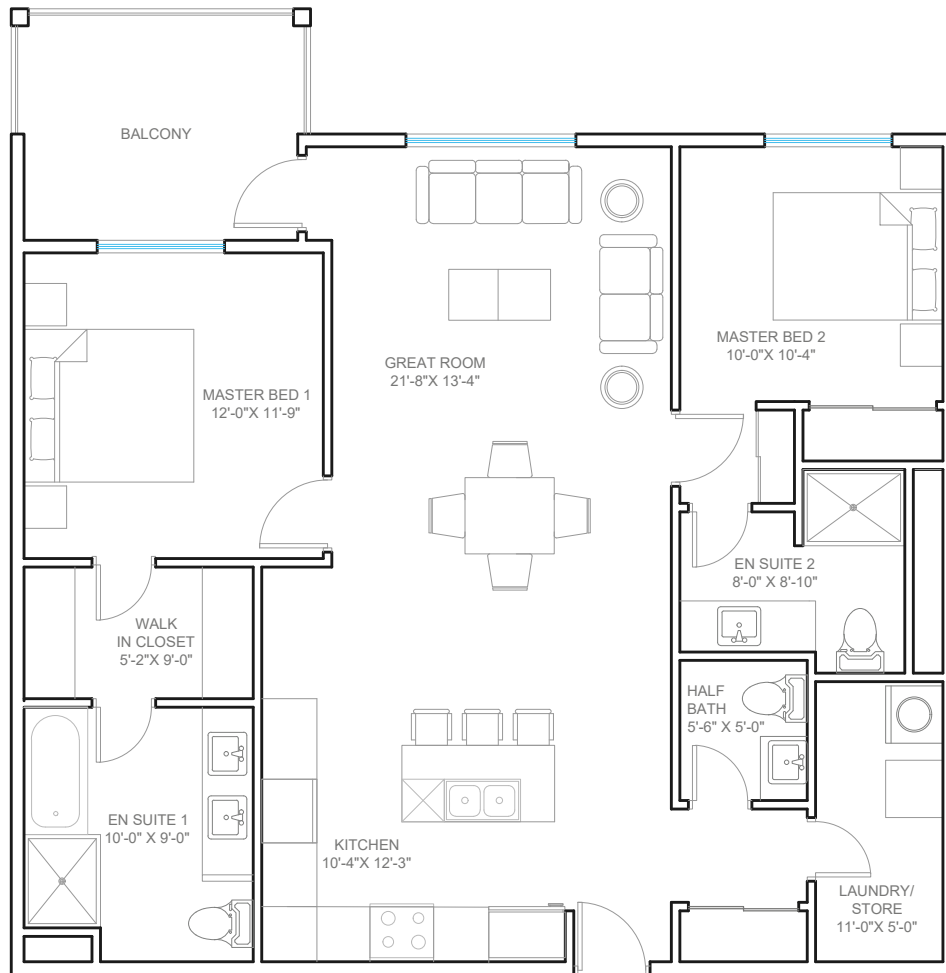 BALCONY
MASTER BED 2
10'-0"X 10'-4"
GREAT ROOM
21'-8"X 13'-4"
MASTER BED 1
12'-0"X 11'-9"
EN SUITE 2
8'-0" X 8'-10"
WALK
IN CLOSET
5'-2"X 9'-0"
HALF
BATH
5'-6" X 5'-0"
EN SUITE 1
10'-0" X 9'-0"
KITCHEN
10'-4"X 12'-3"
LAUNDRY/
STORE
11'-0"X 5'-0"